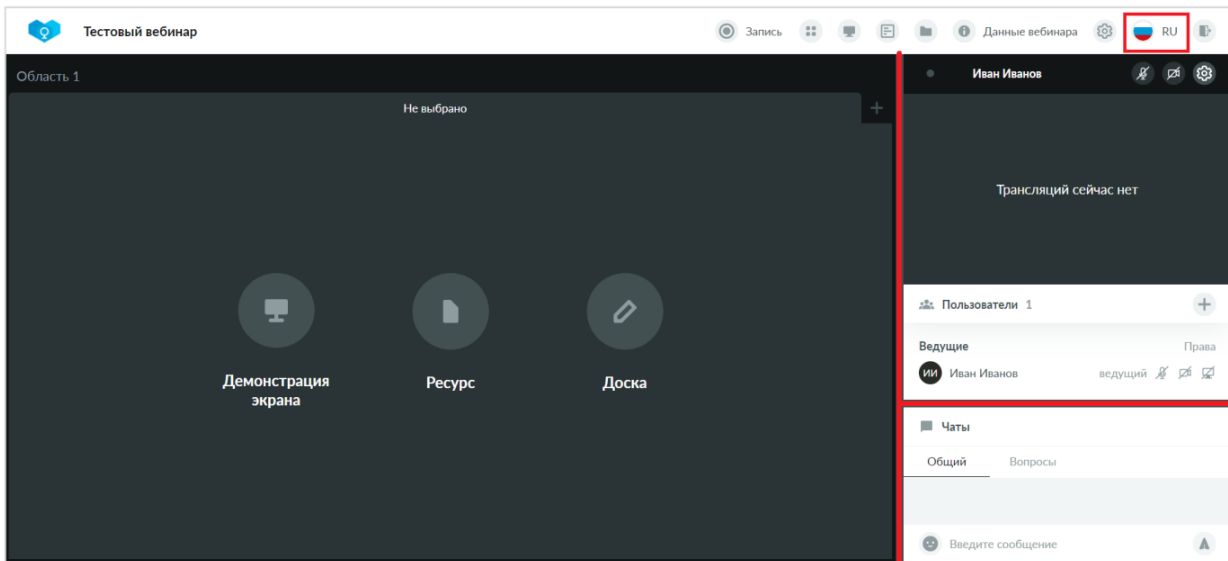 Тестовый вебинар
Запись
Данные вебинара
RU
Область 1
Не выбрано
Демонстрация
экрана
Ресурс
Доска
Иван Иванов
Трансляций сейчас нет
Пользователи 1
Ведущие Права
ИИ Иван Иванов ведущий
Чаты
Общий Вопросы
Введите сообщение